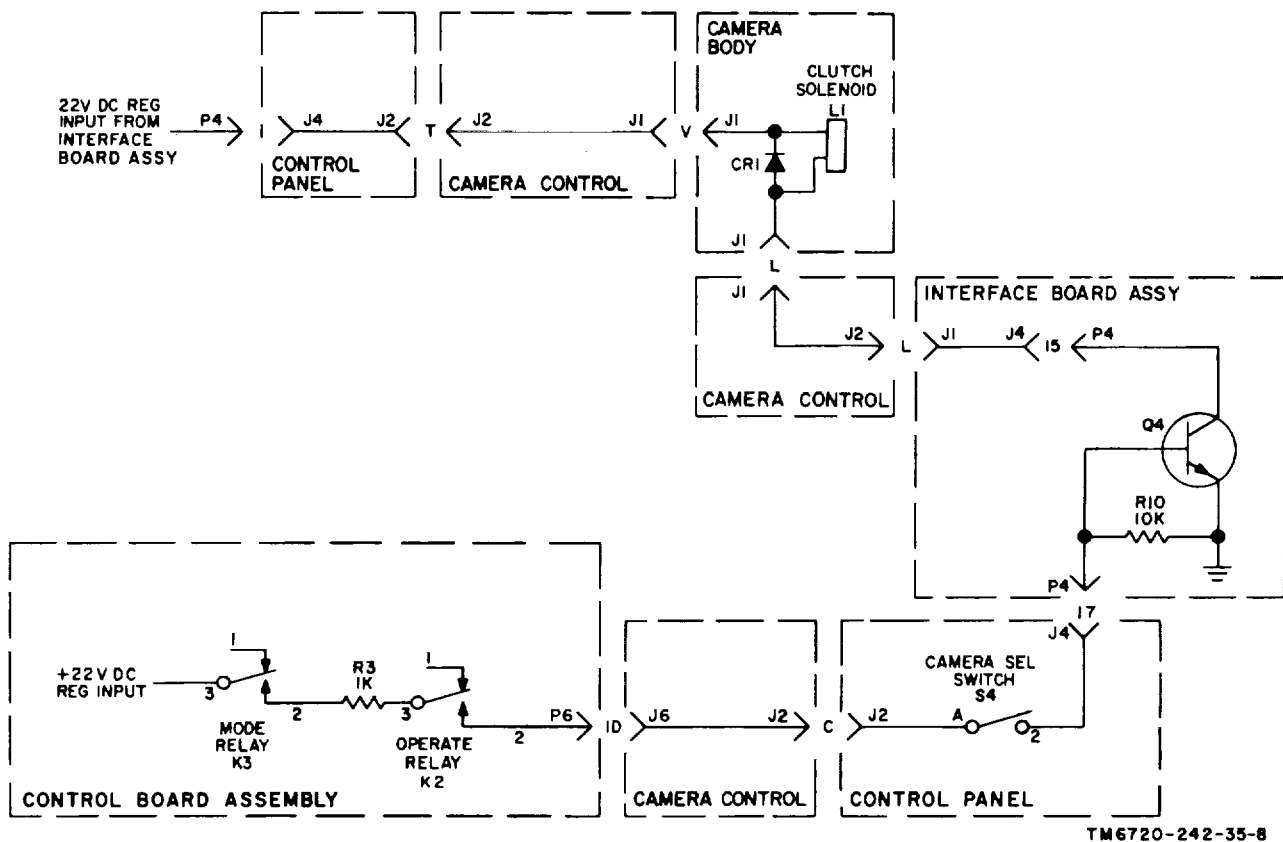 CAMERA
BODY
CLUTCH
SOLENOID
L1
22V DC REG
INPUT FROM
INTERFACE
BOARD ASSY
P4
I
J4
J2
T
J2
J1
V
J1
CR1
CONTROL
PANEL
CAMERA CONTROL
J1
L
J1
INTERFACE BOARD ASSY
J2
L
J1
J4
15
P4
CAMERA CONTROL
Q4
R10
10K
P4
17
J4
1
+22V DC
REG INPUT
3
2
R3
1K
1
3
2
P6
10
J6
J2
C
J2
CAMERA SEL
SWITCH
S4
A
2
MODE
RELAY
K3
OPERATE
RELAY
K2
CONTROL BOARD ASSEMBLY
CAMERA CONTROL
CONTROL PANEL
TM6720-242-35-8